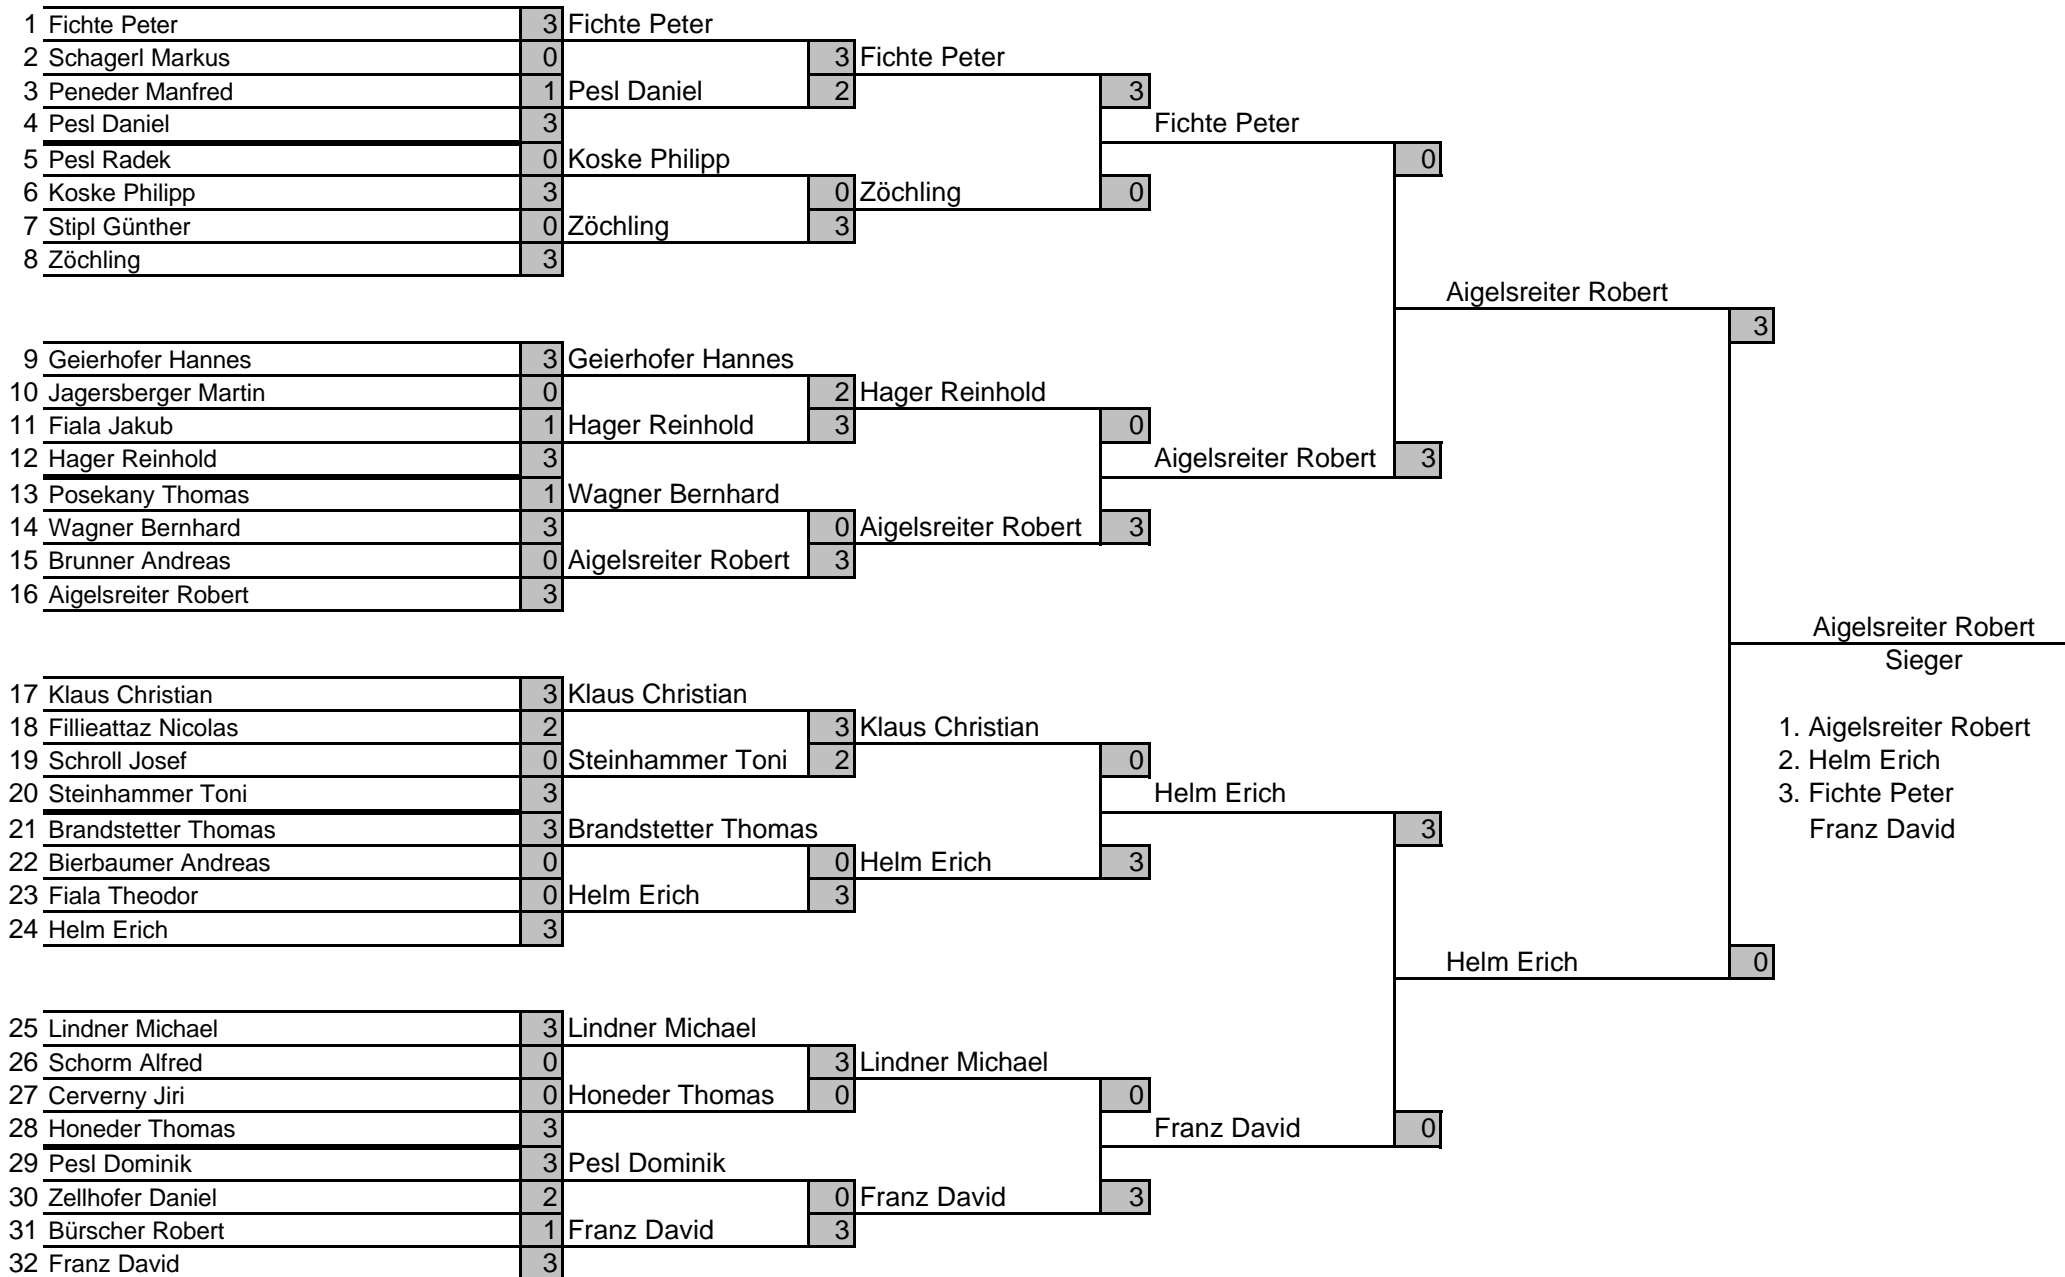 1 Fichte Peter 3 Fichte Peter
2 Schagerl Markus 0 3 Fichte Peter
3 Peneder Manfred 1 Pesl Daniel 2 3
4 Pesl Daniel 3 Fichte Peter
5 Pesl Radek 0 Koske Philipp 0
6 Koske Philipp 3 0 Zöchling 0
7 Stipl Günther 0 Zöchling 3
8 Zöchling 3
Aigelsreiter Robert
3
9 Geierhofer Hannes 3 Geierhofer Hannes
10 Jagersberger Martin 0 2 Hager Reinhold
11 Fiala Jakub 1 Hager Reinhold 3 0
12 Hager Reinhold 3 Aigelsreiter Robert 3
13 Posekany Thomas 1 Wagner Bernhard
14 Wagner Bernhard 3 0 Aigelsreiter Robert 3
15 Brunner Andreas 0 Aigelsreiter Robert 3
16 Aigelsreiter Robert 3
Aigelsreiter Robert
Sieger
17 Klaus Christian 3 Klaus Christian
18 Fillieattaz Nicolas 2 3 Klaus Christian 1. Aigelsreiter Robert
19 Schroll Josef 0 Steinhammer Toni 2 0 2. Helm Erich
20 Steinhammer Toni 3 Helm Erich 3. Fichte Peter
21 Brandstetter Thomas 3 Brandstetter Thomas 3 Franz David
22 Bierbaumer Andreas 0 0 Helm Erich 3
23 Fiala Theodor 0 Helm Erich 3
24 Helm Erich 3
Helm Erich 0
25 Lindner Michael 3 Lindner Michael
26 Schorm Alfred 0 3 Lindner Michael
27 Cerverny Jiri 0 Honeder Thomas 0 0
28 Honeder Thomas 3 Franz David 0
29 Pesl Dominik 3 Pesl Dominik
30 Zellhofer Daniel 2 0 Franz David 3
31 Bürscher Robert 1 Franz David 3
32 Franz David 3